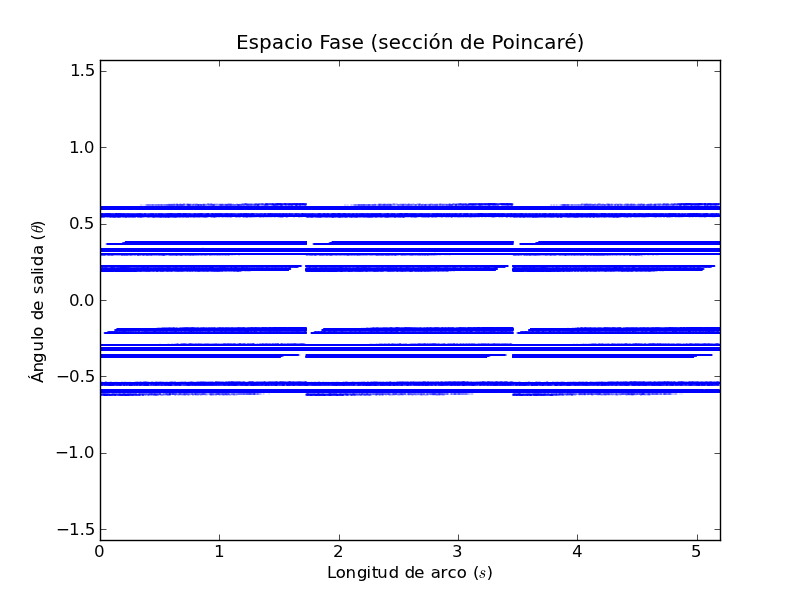 Espacio Fase (sección de Poincaré)
Ángulo de salida (θ)
1.5
1.0
0.5
0.0
−0.5
−1.0
−1.5
0 1 2 3 4 5
Longitud de arco (s)